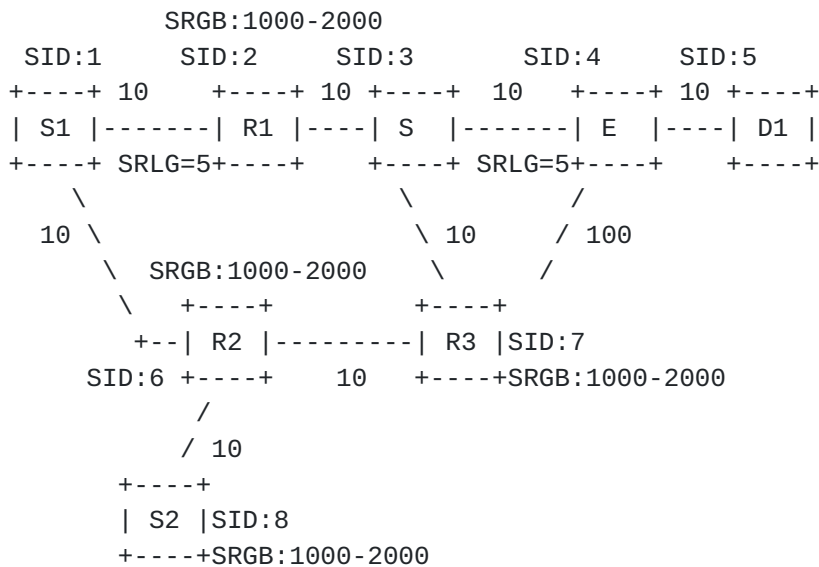 SRGB:1000-2000
 SID:1     SID:2     SID:3       SID:4     SID:5
+----+ 10    +----+ 10 +----+  10   +----+ 10 +----+
| S1 |-------| R1 |----| S  |-------| E  |----| D1 |
+----+ SRLG=5+----+    +----+ SRLG=5+----+    +----+
    \                    \         /
  10 \                    \ 10    / 100
      \  SRGB:1000-2000    \     /
       \   +----+         +----+
        +--| R2 |---------| R3 |SID:7
     SID:6 +----+    10   +----+SRGB:1000-2000
            /
           / 10
       +----+
       | S2 |SID:8
       +----+SRGB:1000-2000